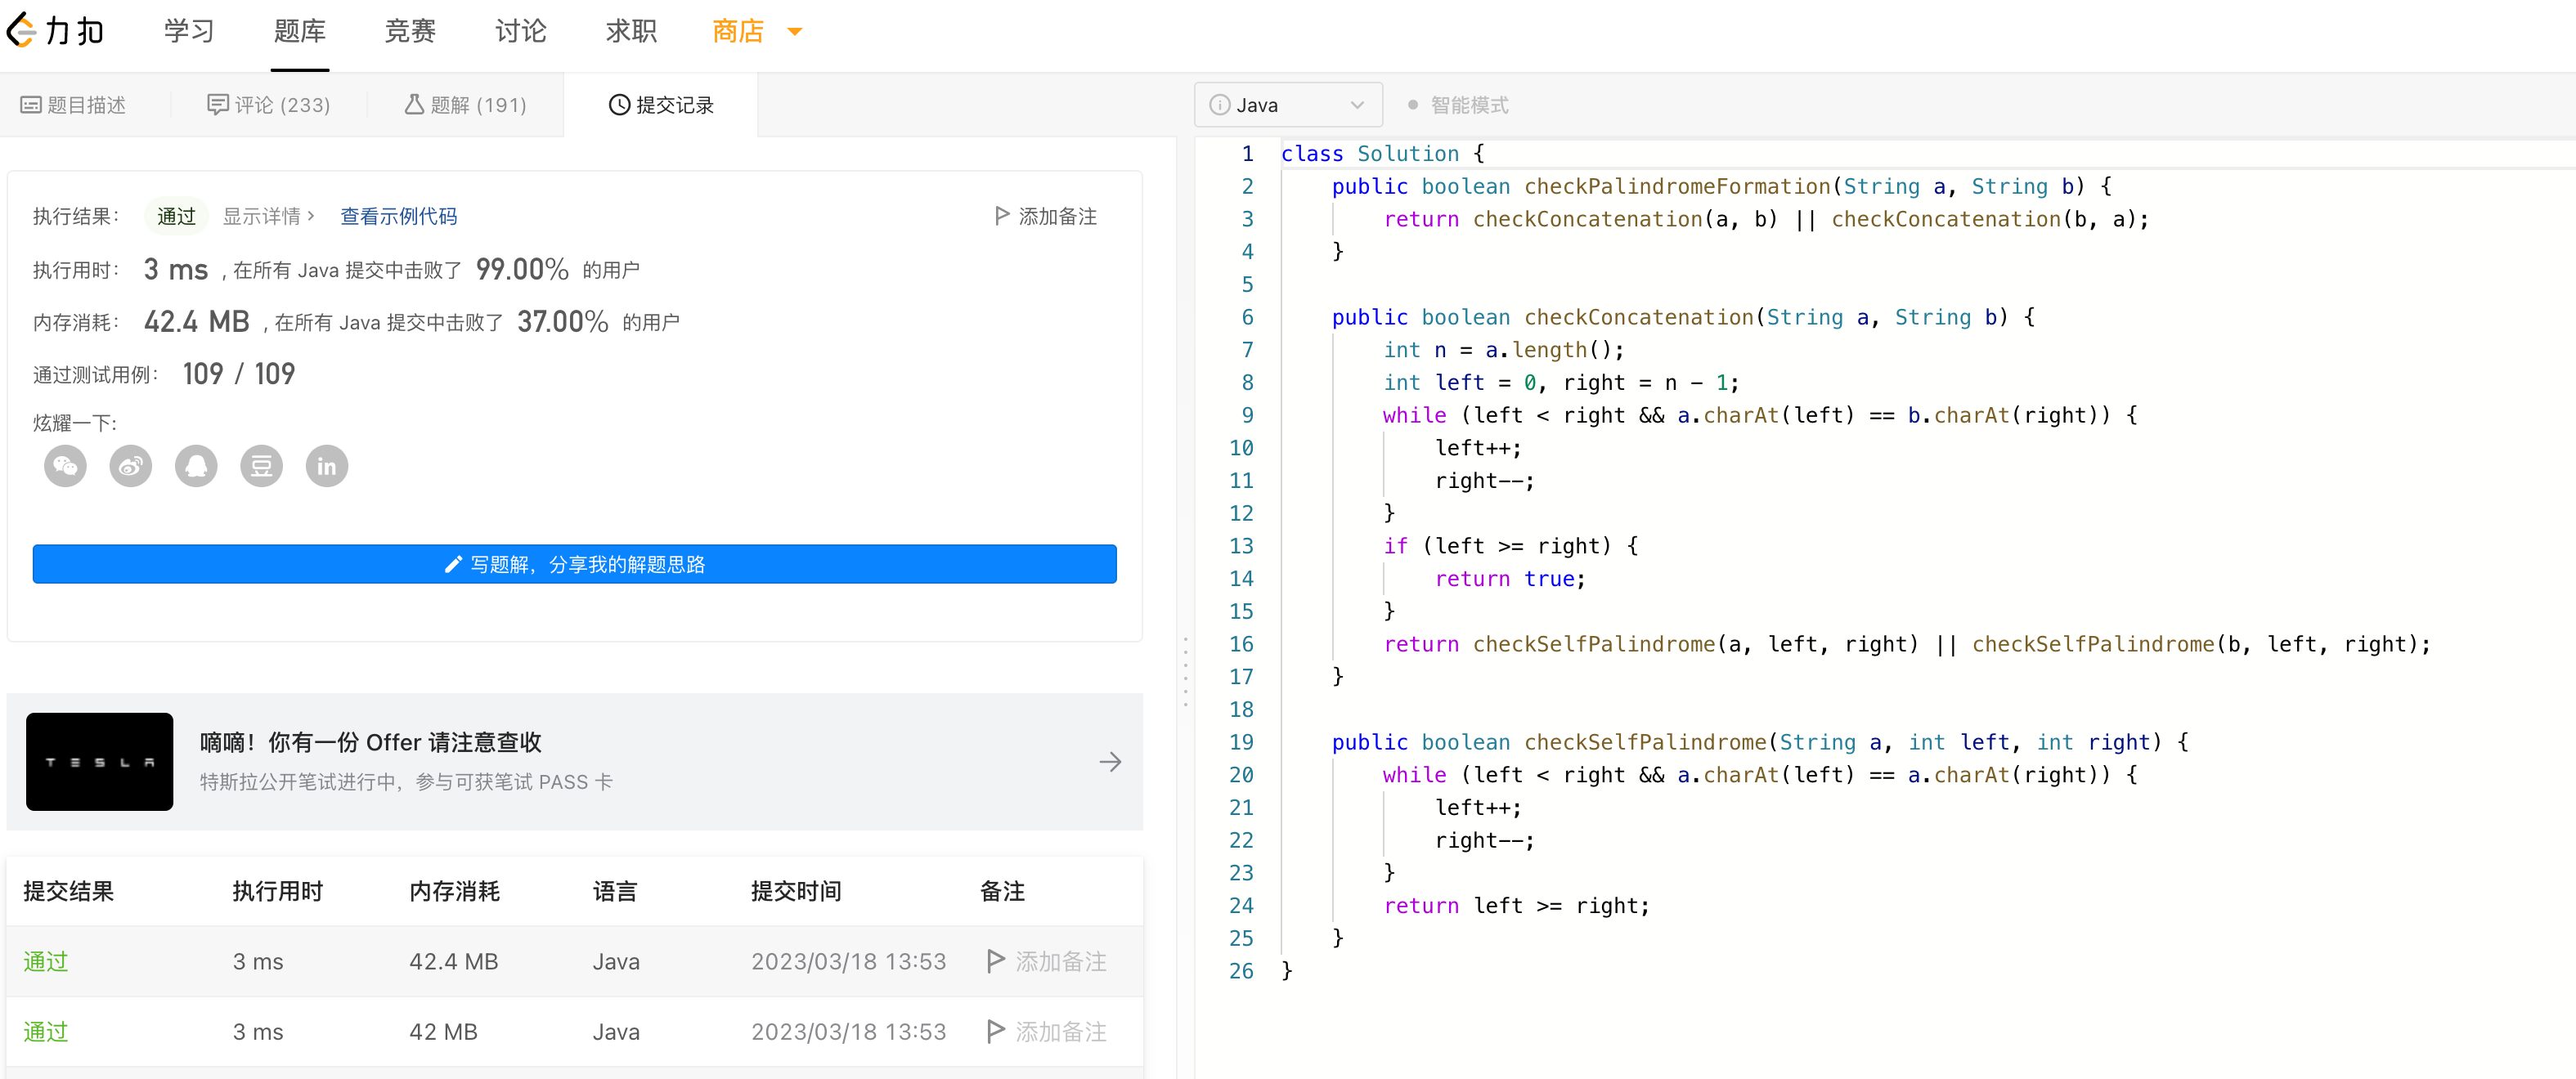 力扣 学习 题库 竞赛 讨论 求职 商店
题目描述 评论 (233) 题解 (191) 提交记录
执行结果： 通过 显示详情 › 查看示例代码 添加备注
执行用时： 3 ms , 在所有 Java 提交中击败了 99.00% 的用户
内存消耗： 42.4 MB , 在所有 Java 提交中击败了 37.00% 的用户
通过测试用例： 109 / 109
炫耀一下:
豆 in
写题解，分享我的解题思路
TESLA
嘀嘀！你有一份 Offer 请注意查收
特斯拉公开笔试进行中，参与可获笔试 PASS 卡
提交结果 执行用时 内存消耗 语言 提交时间 备注
通过 3 ms 42.4 MB Java 2023/03/18 13:53 添加备注
通过 3 ms 42 MB Java 2023/03/18 13:53 添加备注
Java 智能模式
1 class Solution {
2     public boolean checkPalindromeFormation(String a, String b) {
3         return checkConcatenation(a, b) || checkConcatenation(b, a);
4     }
5
6     public boolean checkConcatenation(String a, String b) {
7         int n = a.length();
8         int left = 0, right = n - 1;
9         while (left < right && a.charAt(left) == b.charAt(right)) {
10             left++;
11             right--;
12         }
13         if (left >= right) {
14             return true;
15         }
16         return checkSelfPalindrome(a, left, right) || checkSelfPalindrome(b, left, right);
17     }
18
19     public boolean checkSelfPalindrome(String a, int left, int right) {
20         while (left < right && a.charAt(left) == a.charAt(right)) {
21             left++;
22             right--;
23         }
24         return left >= right;
25     }
26 }